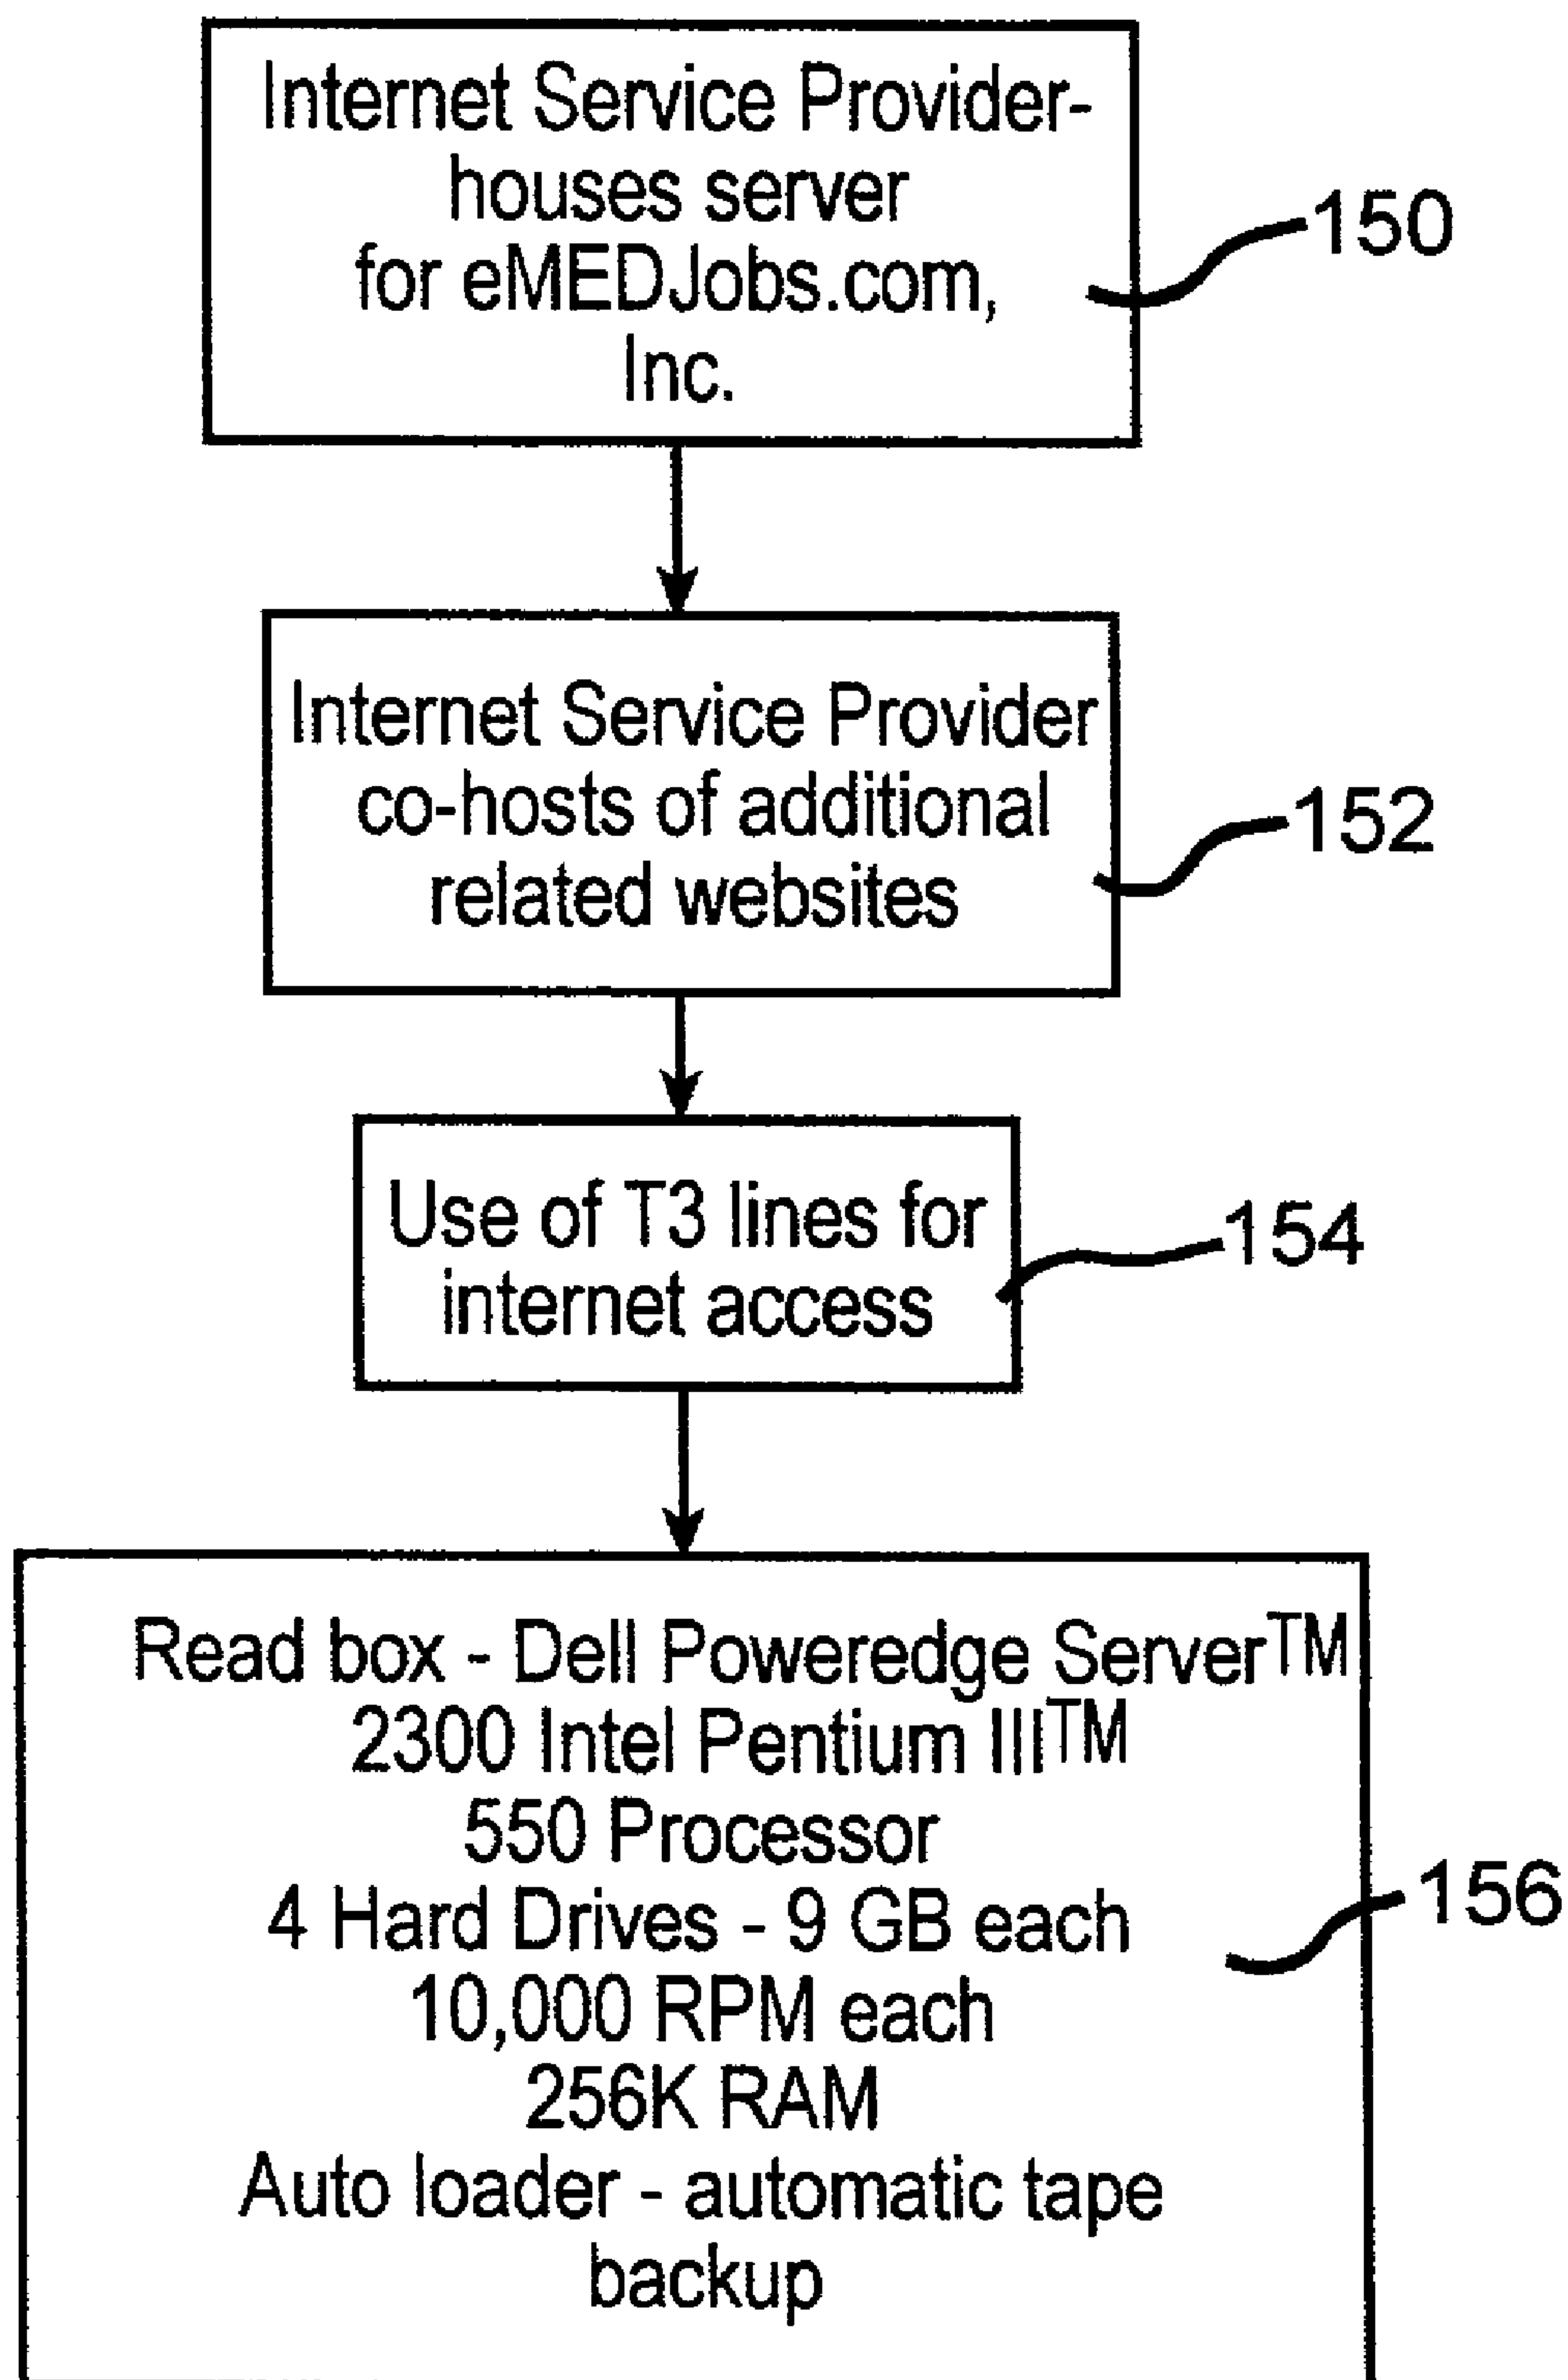 Internet Service Provider-
houses server
for eMEDJobs.com,
Inc.
150
Internet Service Provider
co-hosts of additional
related websites
152
Use of T3 lines for
internet access
154
Read box - Dell Poweredge Server™
2300 Intel Pentium III™
550 Processor
4 Hard Drives - 9 GB each
10,000 RPM each
256K RAM
Auto loader - automatic tape
backup
156